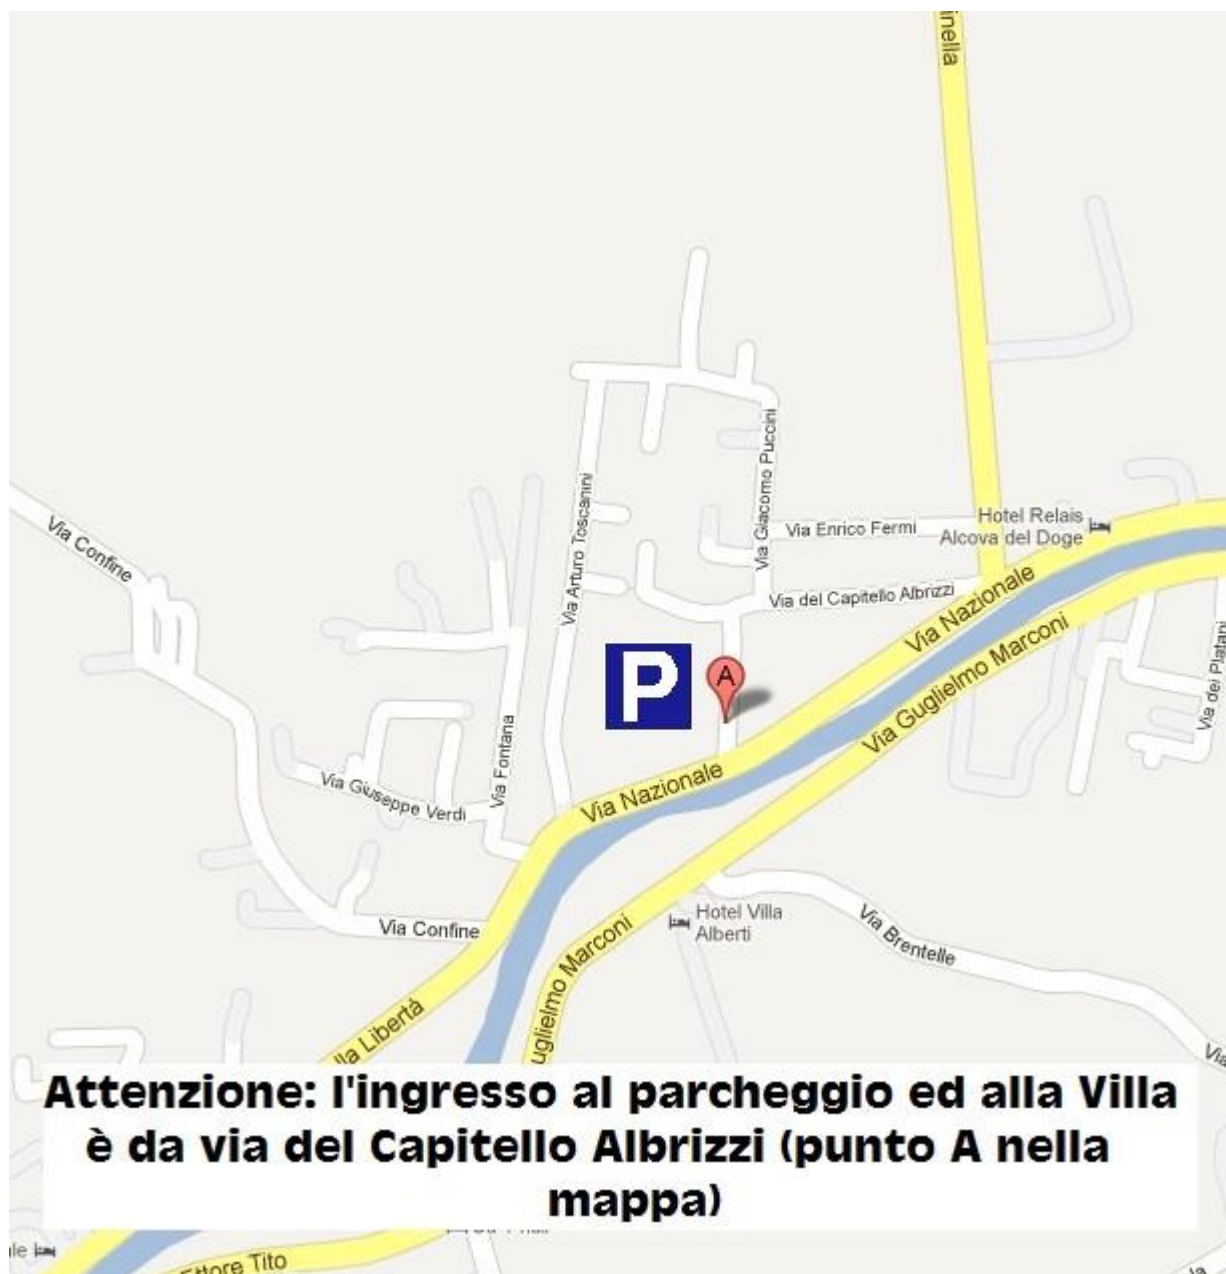 inella
Via Giacomo Puccini
Via Arturo Toscanini
Via Confine
Via Enrico Fermi
Hotel Relais
Alcova del Doge
Via del Capitello Albrizzi
Via Nazionale
Via Guglielmo Marconi
Via dei Platani
P
A
Via Fontana
Via Giuseppe Verdi
Via Nazionale
Via Confine
Hotel Villa
Alberti
Via Brentelle
uglielmo Marconi
lla Libertà
Via
Attenzione: l'ingresso al parcheggio ed alla Villa
è da via del Capitello Albrizzi (punto A nella
mappa)
le
Ettore Tito